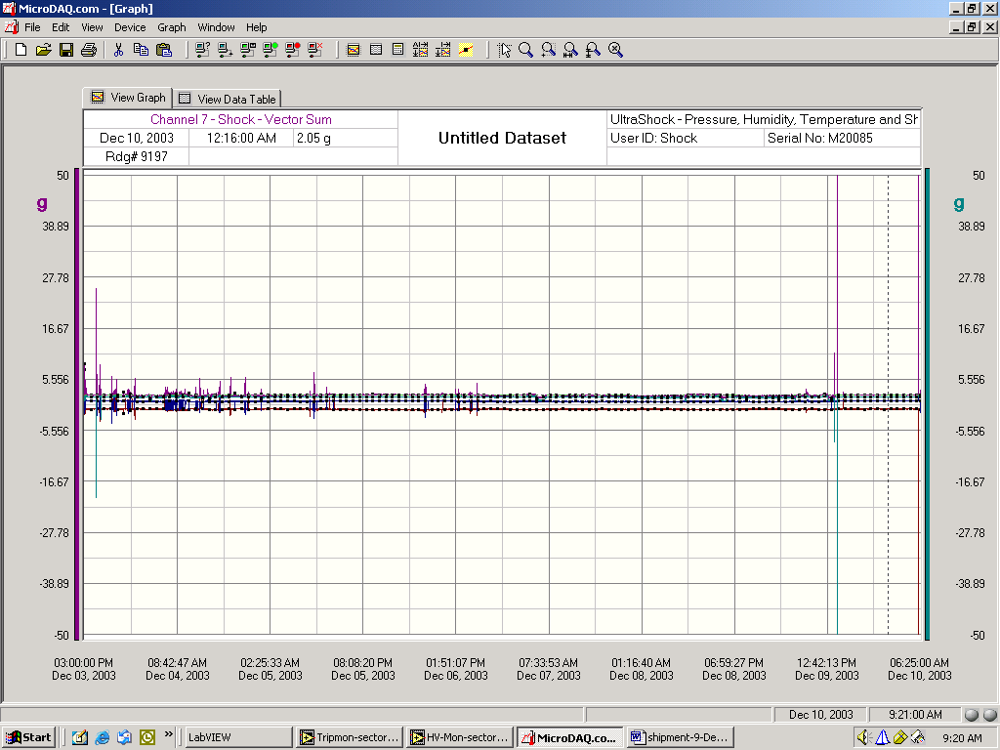 MicroDAQ.com - [Graph]
File Edit View Device Graph Window Help
View Graph View Data Table
Channel 7 - Shock - Vector Sum
Dec 10, 2003 12:16:00 AM 2.05 g
Rdg# 9197
Untitled Dataset
UltraShock - Pressure, Humidity, Temperature and Sh
User ID: Shock Serial No: M20085
50 50
g g
38.89 38.89
27.78 27.78
16.67 16.67
5.556 5.556
-5.556 -5.556
-16.67 -16.67
-27.78 -27.78
-38.89 -38.89
-50 -50
03:00:00 PM 08:42:47 AM 02:25:33 AM 08:08:20 PM 01:51:07 PM 07:33:53 AM 01:16:40 AM 06:59:27 PM 12:42:13 PM 06:25:00 AM
Dec 03, 2003 Dec 04, 2003 Dec 05, 2003 Dec 05, 2003 Dec 06, 2003 Dec 07, 2003 Dec 08, 2003 Dec 08, 2003 Dec 09, 2003 Dec 10, 2003
Dec 10, 2003 9:21:00 AM
Start » LabVIEW Tripmon-sector... HV-Mon-sector... MicroDAQ.co... shipment-9-De... 9:20 AM